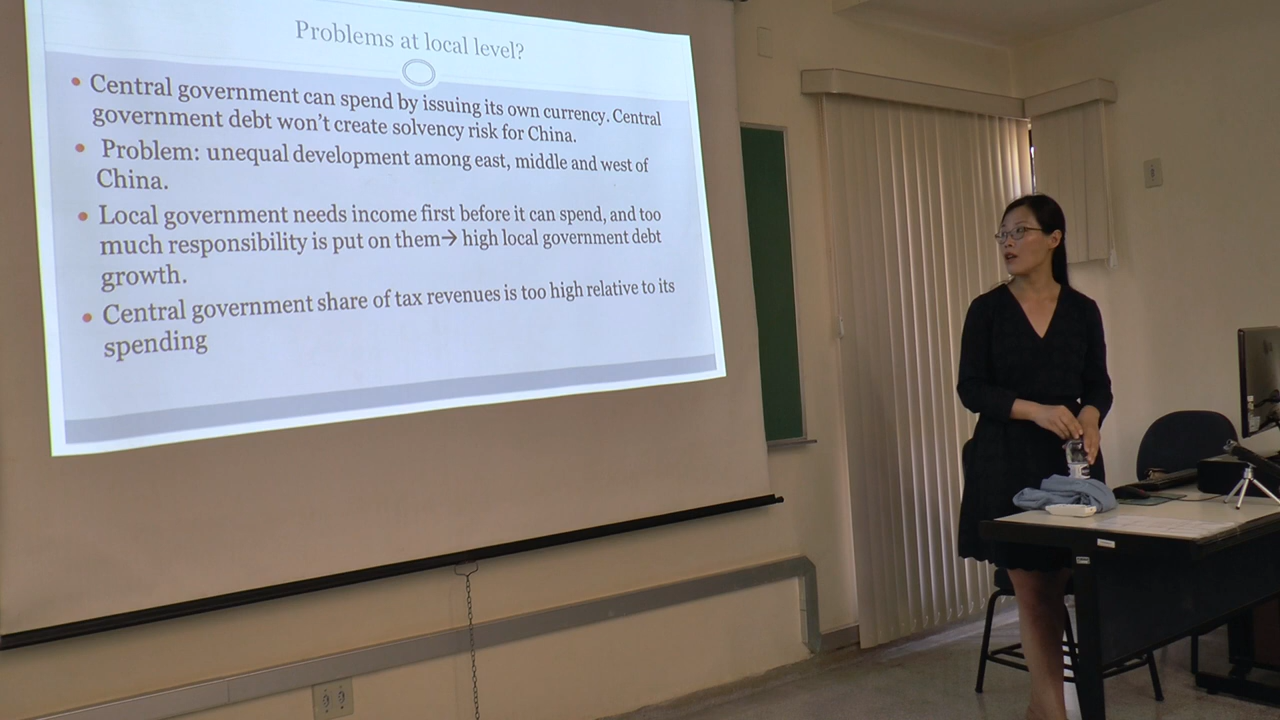 Problems at local level?
• Central government can spend by issuing its own currency. Central
government debt won't create solvency risk for China.
• Problem: unequal development among east, middle and west of
China.
• Local government needs income first before it can spend, and too
much responsibility is put on them→ high local government debt
growth.
• Central government share of tax revenues is too high relative to its
spending